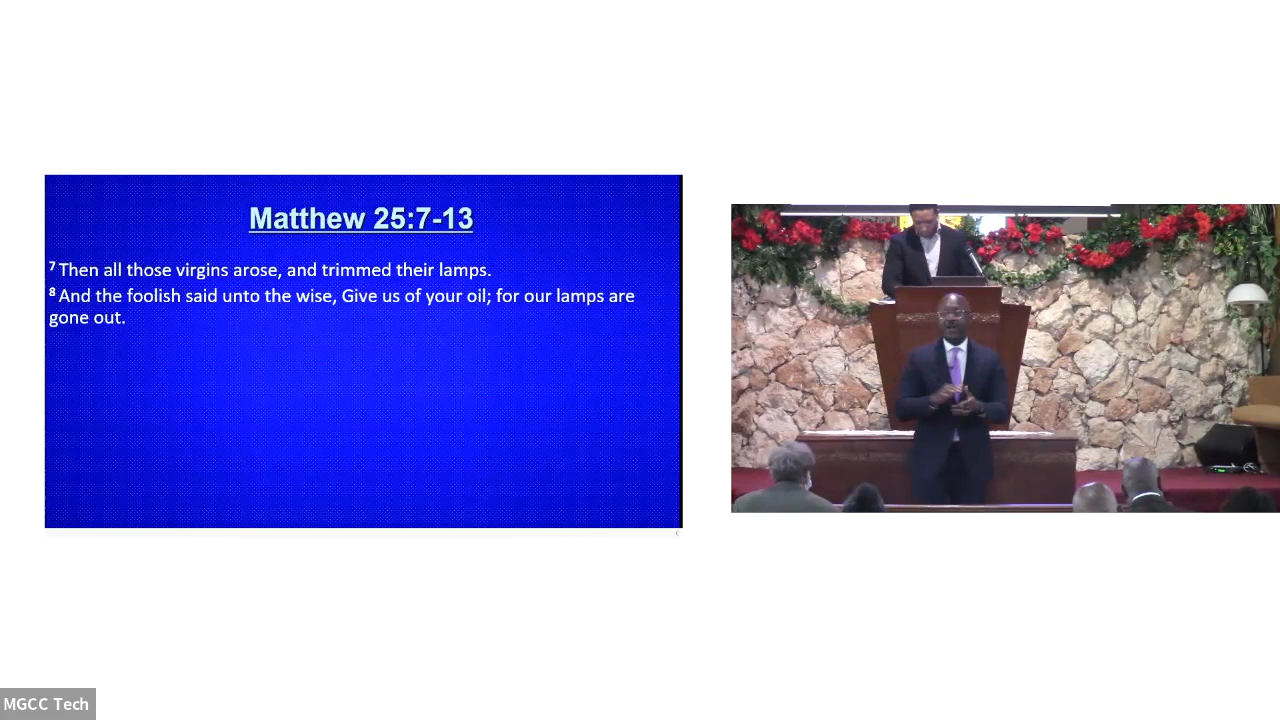 Matthew 25:7-13
7 Then all those virgins arose, and trimmed their lamps.
8 And the foolish said unto the wise, Give us of your oil; for our lamps are
gone out.
MGCC Tech